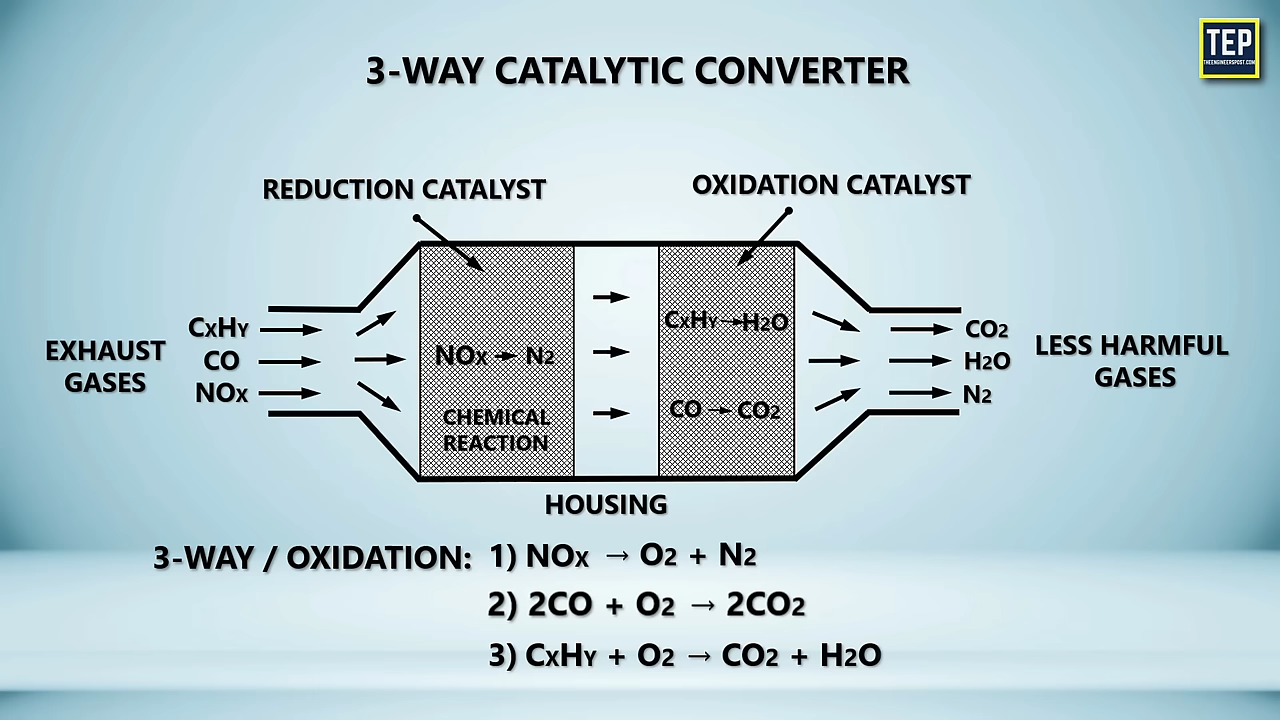 TEP
THEENGINEERSPOST.COM
3-WAY CATALYTIC CONVERTER
REDUCTION CATALYST
OXIDATION CATALYST
EXHAUST
GASES
CxHY
CO
NOx
NOx → N2
CHEMICAL
REACTION
CxHY → H2O
CO → CO2
CO2
H2O
N2
LESS HARMFUL
GASES
HOUSING
3-WAY / OXIDATION: 1) NOx → O2 + N2
2) 2CO + O2 → 2CO2
3) CxHY + O2 → CO2 + H2O